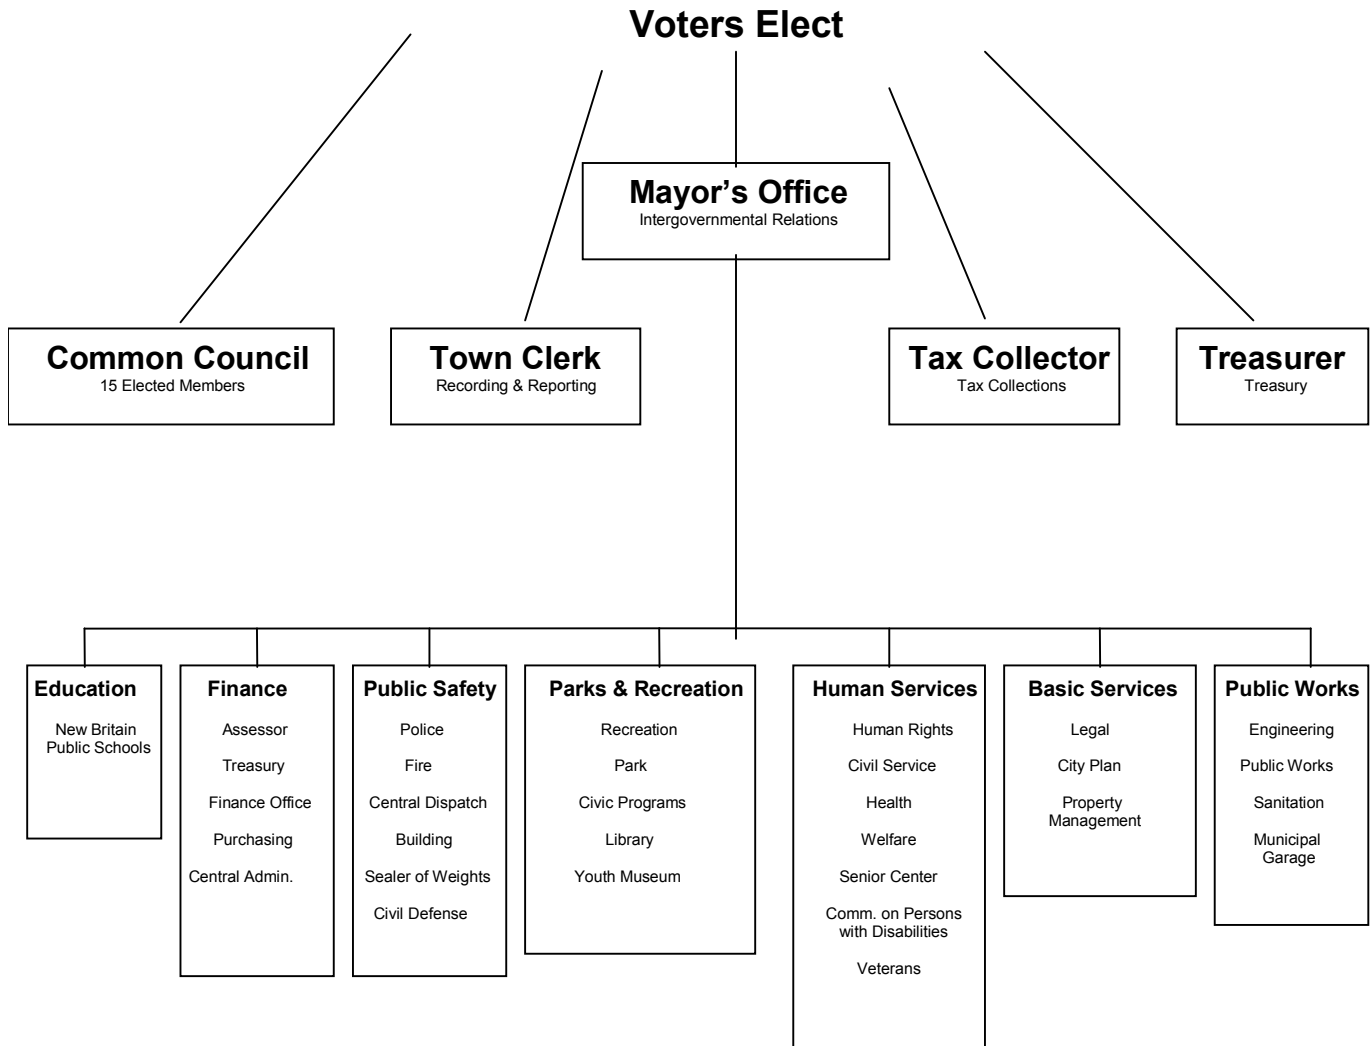 Voters Elect
Mayor’s Office
Intergovernmental Relations
Common Council
15 Elected Members
Town Clerk
Recording & Reporting
Tax Collector
Tax Collections
Treasurer
Treasury
Education
New Britain
Public Schools
Finance
Assessor
Treasury
Finance Office
Purchasing
Central Admin.
Public Safety
Police
Fire
Central Dispatch
Building
Sealer of Weights
Civil Defense
Parks & Recreation
Recreation
Park
Civic Programs
Library
Youth Museum
Human Services
Human Rights
Civil Service
Health
Welfare
Senior Center
Comm. on Persons
with Disabilities
Veterans
Basic Services
Legal
City Plan
Property
Management
Public Works
Engineering
Public Works
Sanitation
Municipal
Garage